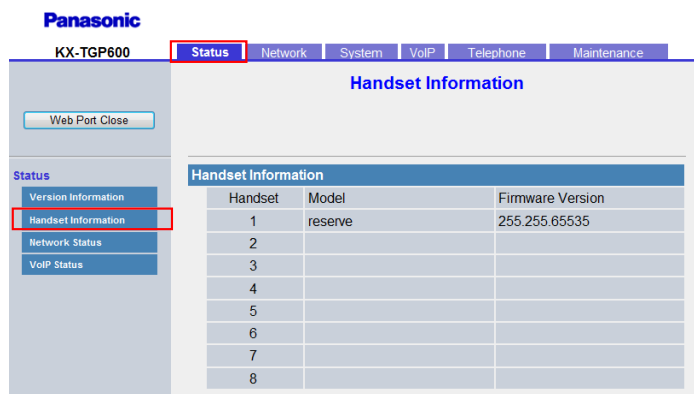 Panasonic
KX-TGP600
Status Network System VoIP Telephone Maintenance
Handset Information
Web Port Close
Status
Version Information
Handset Information
Network Status
VoIP Status
Handset Information
Handset Model Firmware Version
1 reserve 255.255.65535
2
3
4
5
6
7
8